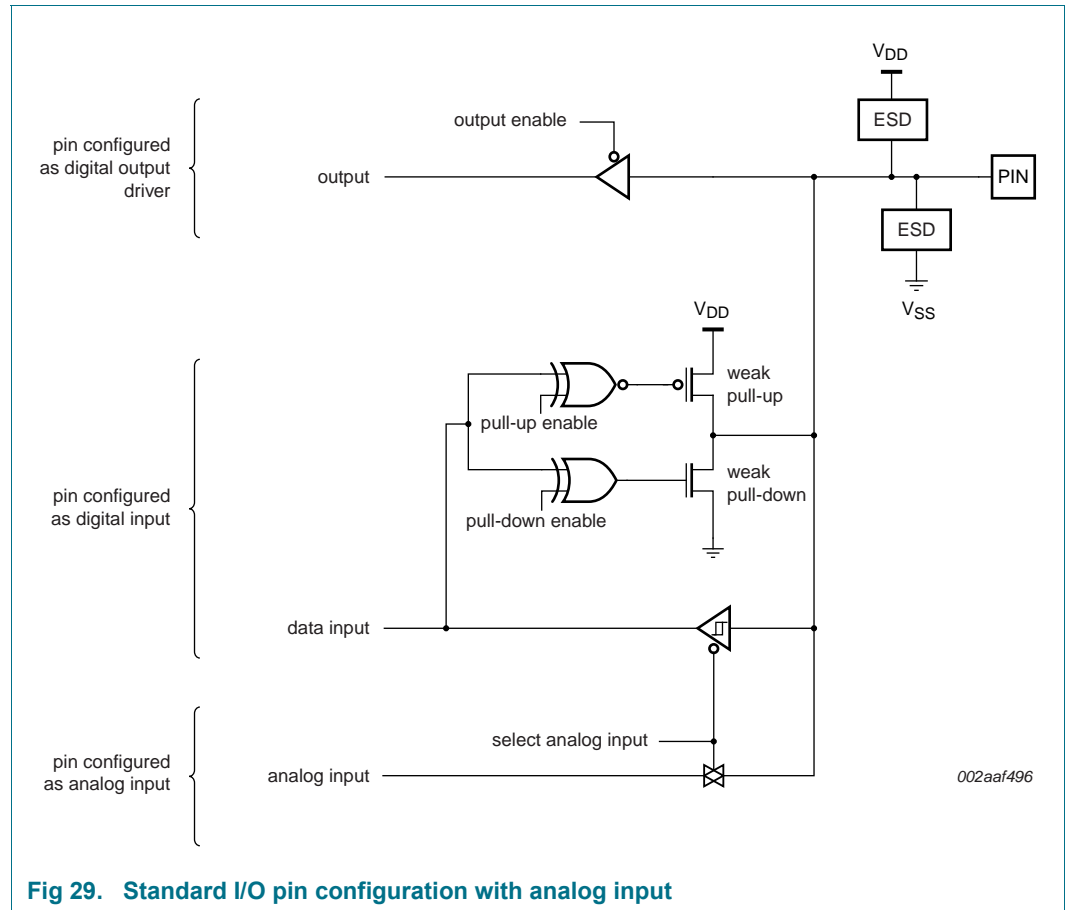 VDD
ESD
output enable
pin configured
as digital output
driver
output
PIN
ESD
VSS
VDD
weak
pull-up
pull-up enable
pin configured
as digital input
weak
pull-down
pull-down enable
data input
select analog input
pin configured
as analog input
analog input
002aaf496
Fig 29. Standard I/O pin configuration with analog input